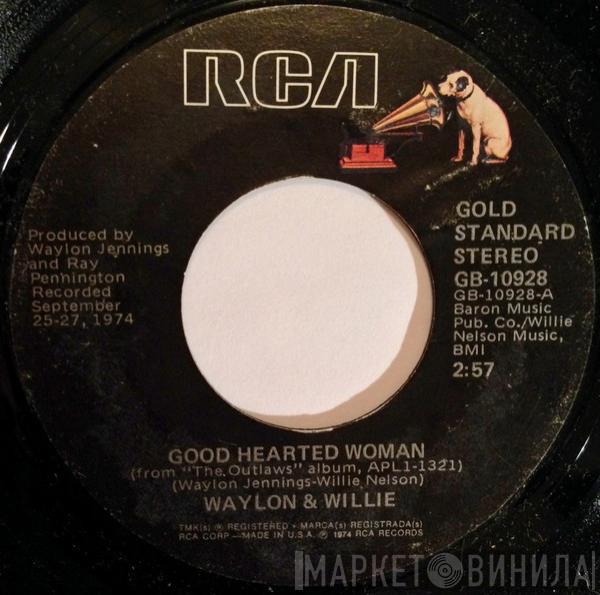 RCA
Produced by
Waylon Jennings
and Ray
Pennington
Recorded
September
25-27, 1974
GOLD
STANDARD
STEREO
GB-10928
GB-10928-A
Baron Music
Pub. Co./Willie
Nelson Music,
BMI
2:57
GOOD HEARTED WOMAN
(from "The Outlaws" album, APL1-1321)
(Waylon Jennings-Willie Nelson)
WAYLON & WILLIE
TMK(s) ® REGISTERED • MARCA(s) REGISTRADA(s)
RCA CORP—MADE IN U.S.A. ℗ 1974 RCA RECORDS
МАРКЕТ ВИНИЛА